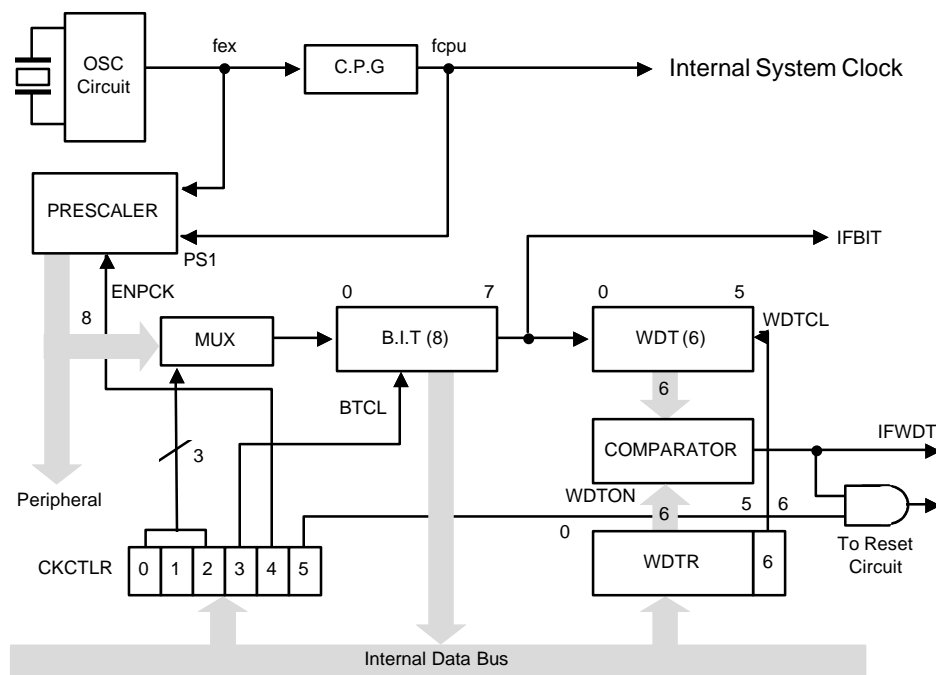 OSC
Circuit
fex
C.P.G
fcpu
Internal System Clock
PRESCALER
PS1
IFBIT
ENPCK
8
0
7
0
5
WDTCL
MUX
B.I.T (8)
WDT (6)
BTCL
6
3
COMPARATOR
IFWDT
Peripheral
WDTON
6
5
6
0
To Reset
Circuit
CKCTLR
0
1
2
3
4
5
WDTR
6
Internal Data Bus